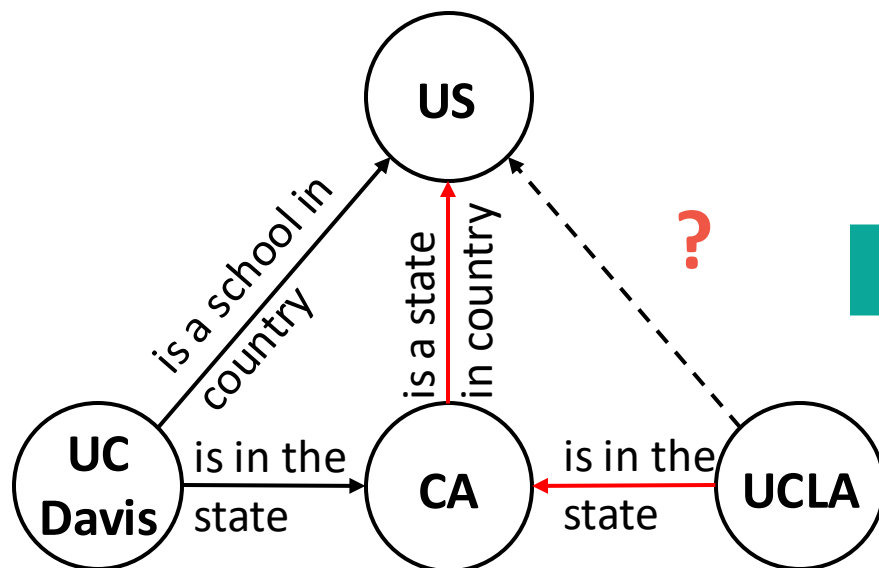 US
is a school in
country
is a state
in country
?
UC
Davis
is in the
state
CA
is in the
state
UCLA